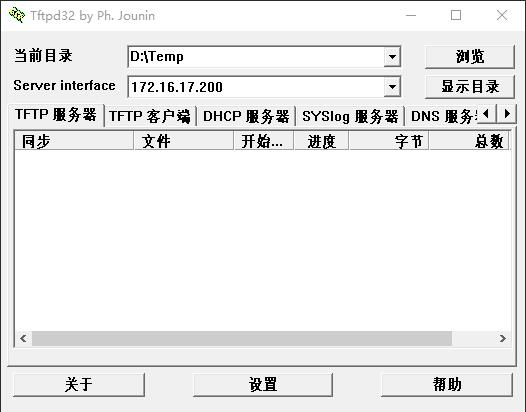 Tftpd32 by Ph. Jounin
当前目录 D:\Temp 浏览
Server interface 172.16.17.200 显示目录
TFTP 服务器 TFTP 客户端 DHCP 服务器 SYSlog 服务器 DNS 服务
同步 文件 开始... 进度 字节 总数
关于 设置 帮助